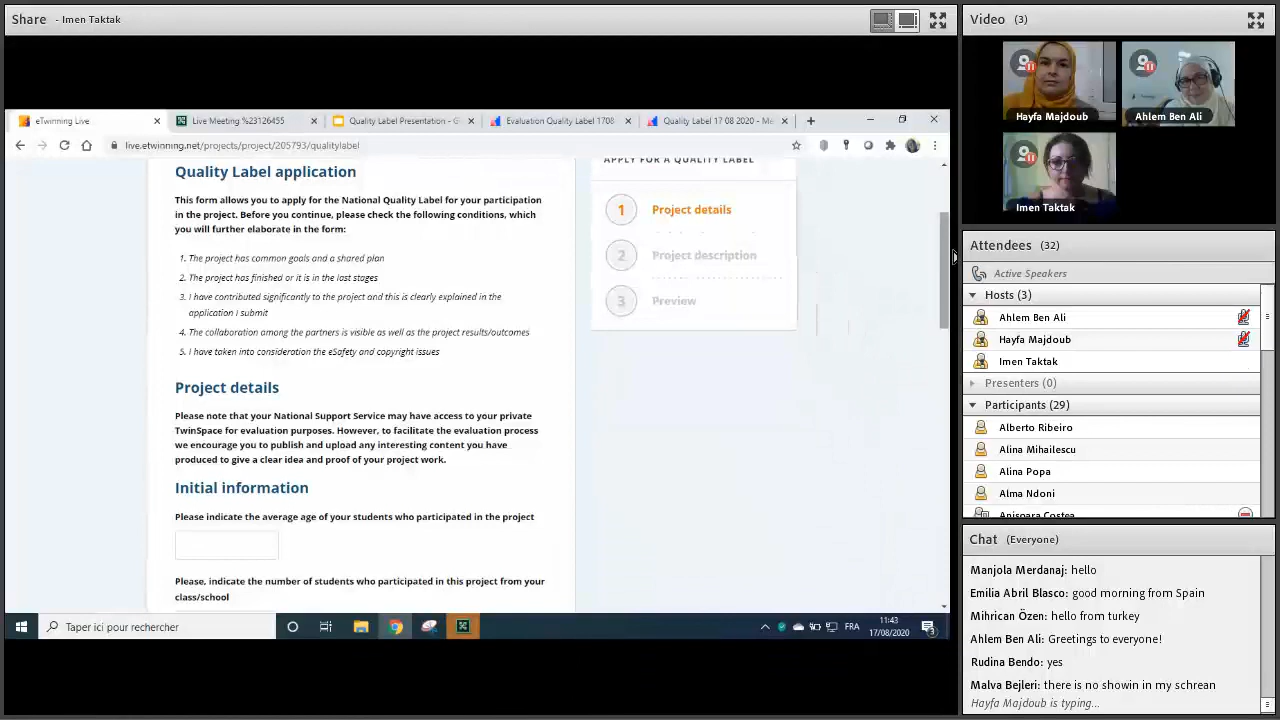 Share - Imen Taktak
eTwinning Live
Live Meeting %23126455
Quality Label Presentation - G
Evaluation Quality Label 1708
Quality Label 17 08 2020 - Me
live.etwinning.net/projects/project/205793/qualitylabel
Quality Label application
This form allows you to apply for the National Quality Label for your participation
in the project. Before you continue, please check the following conditions, which
you will further elaborate in the form:
1. The project has common goals and a shared plan
2. The project has finished or it is in the last stages
3. I have contributed significantly to the project and this is clearly explained in the
application I submit
4. The collaboration among the partners is visible as well as the project results/outcomes
5. I have taken into consideration the eSafety and copyright issues
Project details
Please note that your National Support Service may have access to your private
TwinSpace for evaluation purposes. However, to facilitate the evaluation process
we encourage you to publish and upload any interesting content you have
produced to give a clear idea and proof of your project work.
Initial information
Please indicate the average age of your students who participated in the project
Please, indicate the number of students who participated in this project from your
class/school
APPLY FOR A QUALITY LABEL
1 Project details
2 Project description
3 Preview
Taper ici pour rechercher
FRA
11:43
17/08/2020
3
Video (3)
Hayfa Majdoub
Ahlem Ben Ali
Imen Taktak
Attendees (32)
Active Speakers
Hosts (3)
Ahlem Ben Ali
Hayfa Majdoub
Imen Taktak
Presenters (0)
Participants (29)
Alberto Ribeiro
Alina Mihailescu
Alina Popa
Alma Ndoni
Anisoara Costea
Chat (Everyone)
Manjola Merdanaj: hello
Emilia Abril Blasco: good morning from Spain
Mihrican Özen: hello from turkey
Ahlem Ben Ali: Greetings to everyone!
Rudina Bendo: yes
Malva Bejleri: there is no showin in my schrean
Hayfa Majdoub is typing...